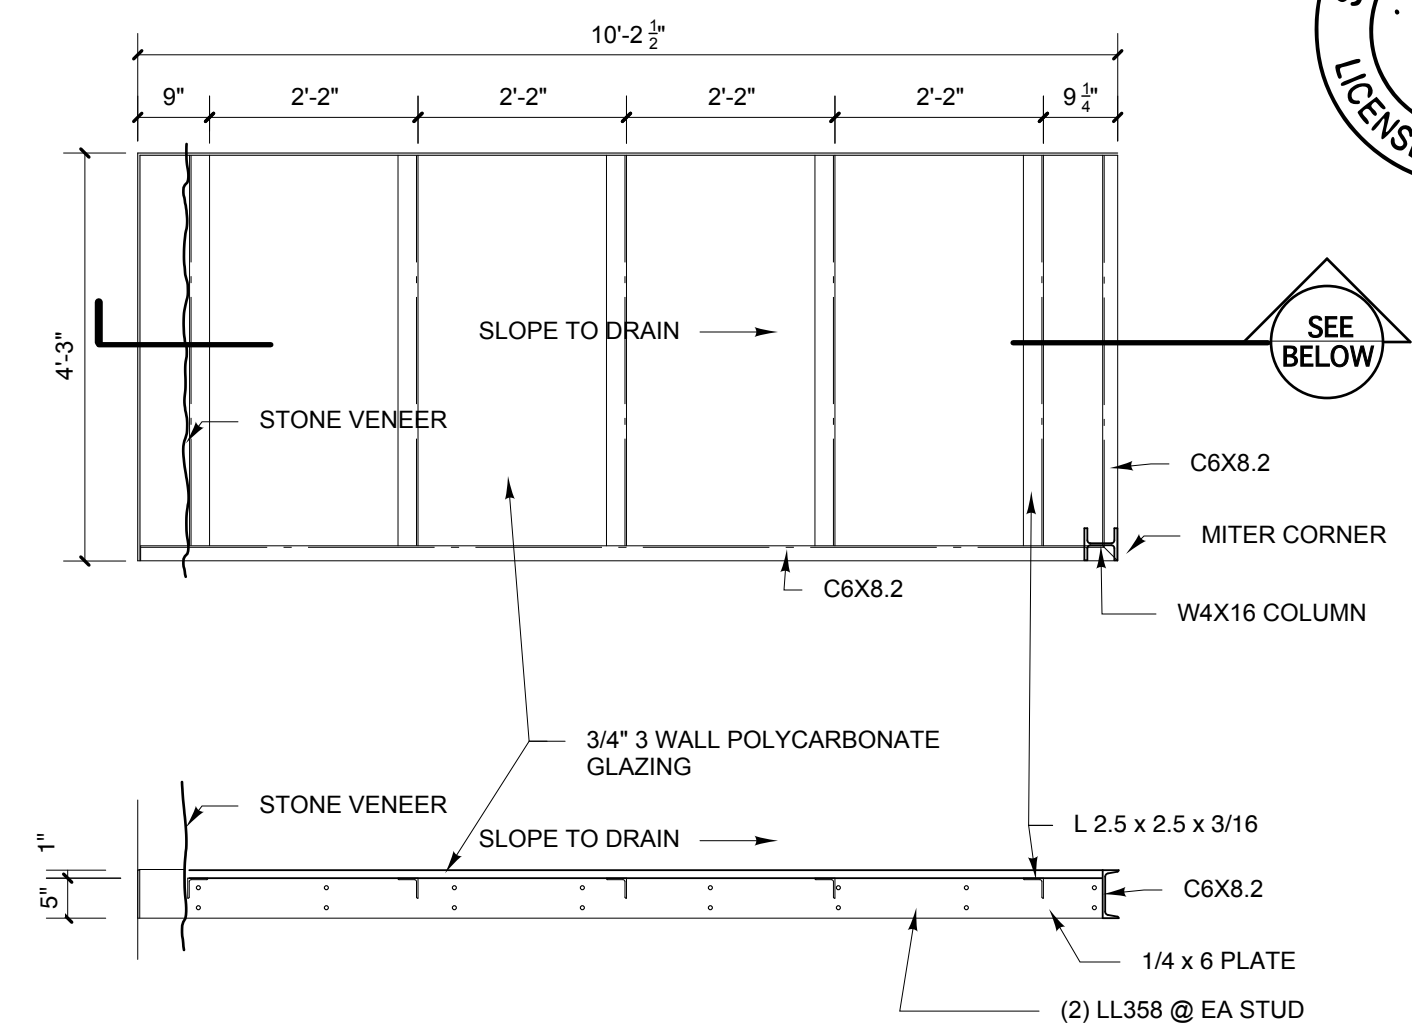 10'-2 1/2"
9" 2'-2" 2'-2" 2'-2" 2'-2" 9 1/4"
4'-3"
SLOPE TO DRAIN
SEE
BELOW
STONE VENEER
C6X8.2
MITER CORNER
C6X8.2
W4X16 COLUMN
3/4" 3 WALL POLYCARBONATE
GLAZING
STONE VENEER
SLOPE TO DRAIN
L 2.5 x 2.5 x 3/16
1"
5"
C6X8.2
1/4 x 6 PLATE
(2) LL358 @ EA STUD